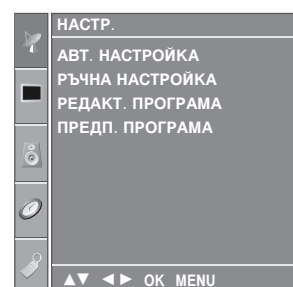 НАСТР.
АВТ. НАСТРОЙКА
РЪЧНА НАСТРОЙКА
РЕДАКТ. ПРОГРАМА
ПРЕДП. ПРОГРАМА
▲▼ ◄► OK MENU